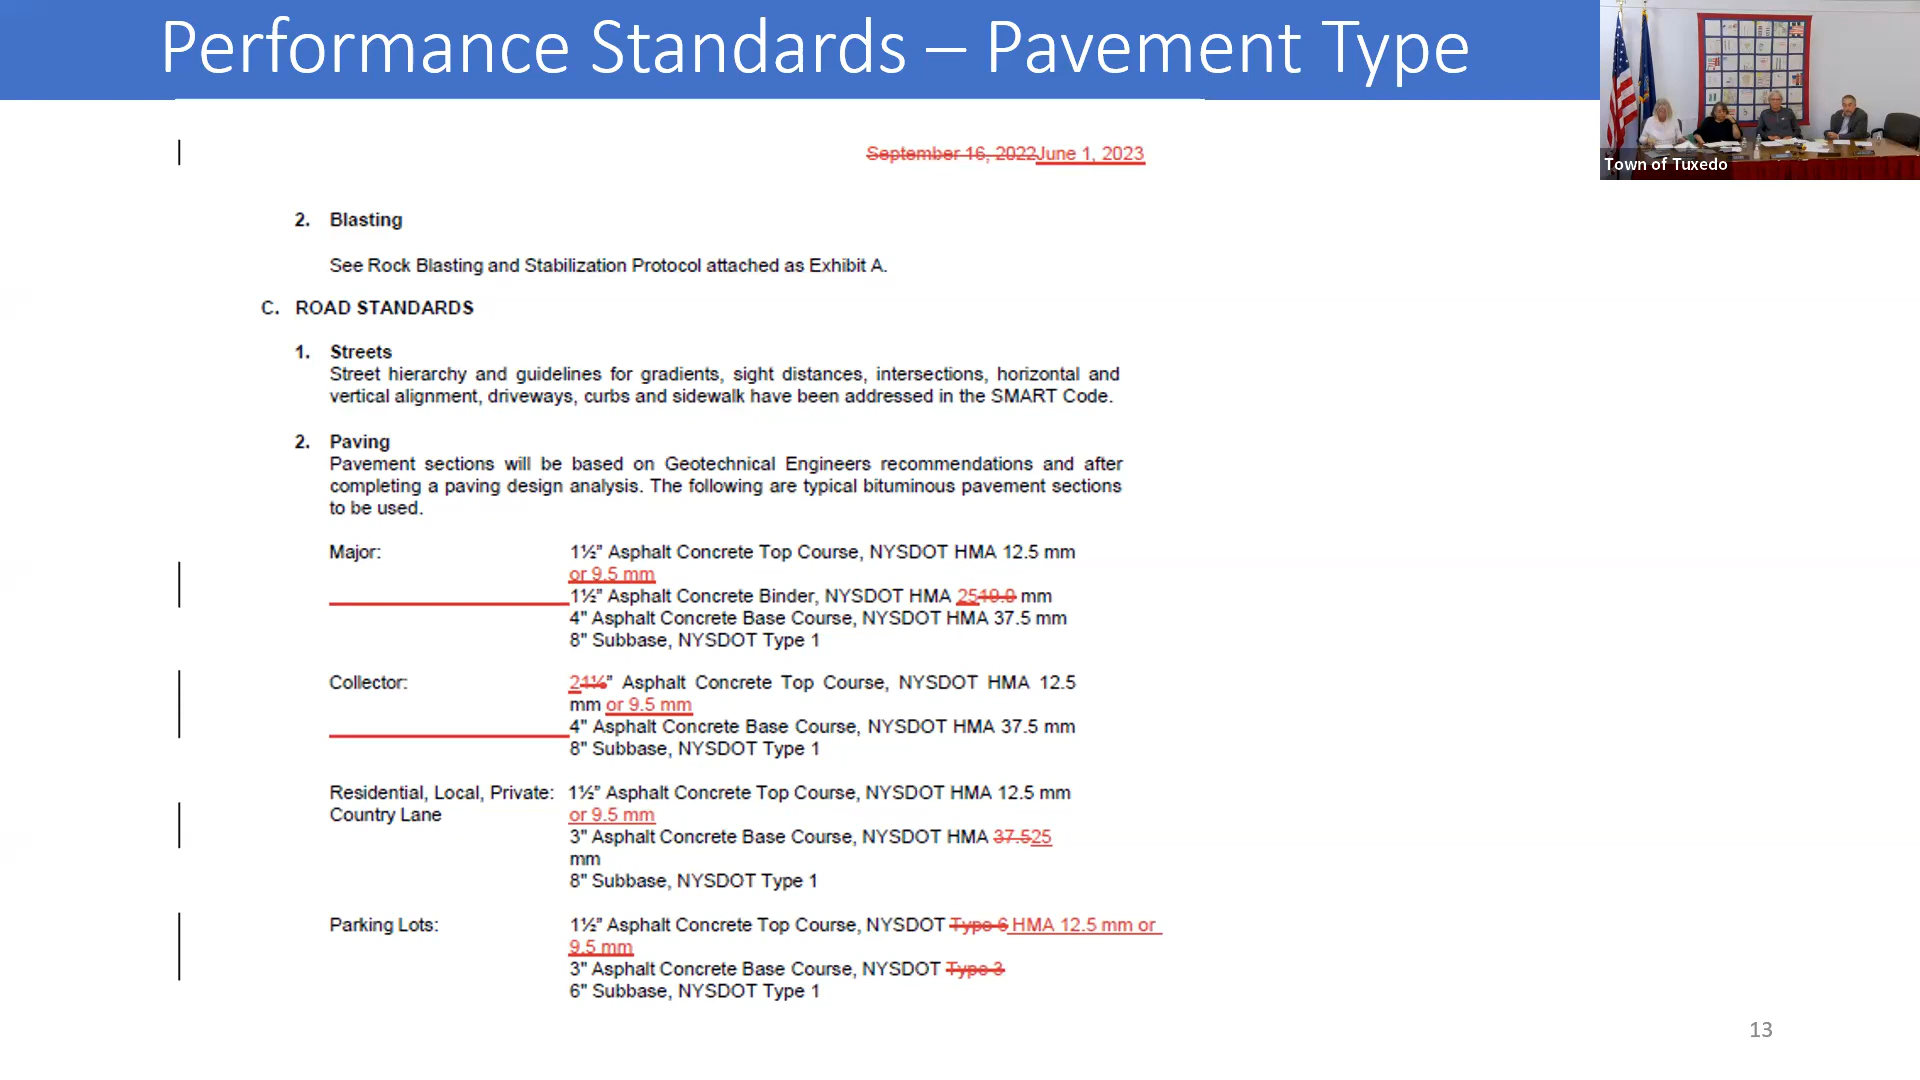 Performance Standards – Pavement Type
Town of Tuxedo
September 16, 2022June 1, 2023
2. Blasting
See Rock Blasting and Stabilization Protocol attached as Exhibit A.
C. ROAD STANDARDS
1. Streets
Street hierarchy and guidelines for gradients, sight distances, intersections, horizontal and
vertical alignment, driveways, curbs and sidewalk have been addressed in the SMART Code.
2. Paving
Pavement sections will be based on Geotechnical Engineers recommendations and after
completing a paving design analysis. The following are typical bituminous pavement sections
to be used.
Major: 1½” Asphalt Concrete Top Course, NYSDOT HMA 12.5 mm
or 9.5 mm
1½” Asphalt Concrete Binder, NYSDOT HMA 2519.0 mm
4" Asphalt Concrete Base Course, NYSDOT HMA 37.5 mm
8" Subbase, NYSDOT Type 1
Collector: 21½” Asphalt Concrete Top Course, NYSDOT HMA 12.5
mm or 9.5 mm
4" Asphalt Concrete Base Course, NYSDOT HMA 37.5 mm
8" Subbase, NYSDOT Type 1
Residential, Local, Private: 1½” Asphalt Concrete Top Course, NYSDOT HMA 12.5 mm
Country Lane or 9.5 mm
3" Asphalt Concrete Base Course, NYSDOT HMA 37.525
mm
8" Subbase, NYSDOT Type 1
Parking Lots: 1½” Asphalt Concrete Top Course, NYSDOT Type 6 HMA 12.5 mm or
9.5 mm
3" Asphalt Concrete Base Course, NYSDOT Type 3
6" Subbase, NYSDOT Type 1
13